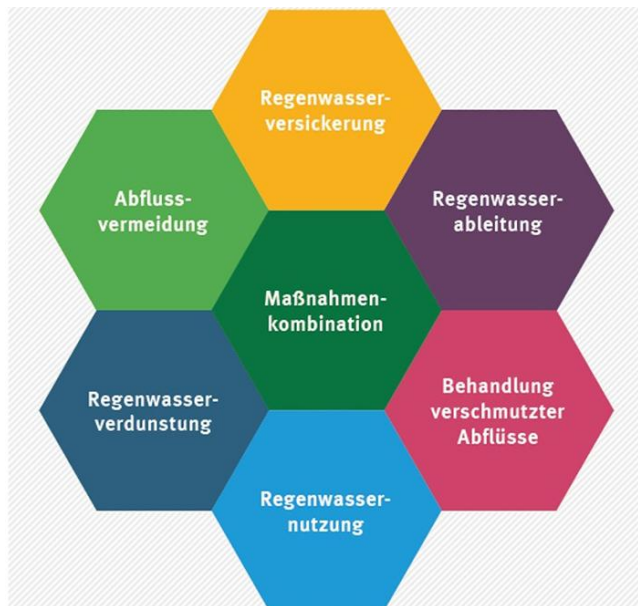 Regenwasser-
versickerung
Abfluss-
vermeidung
Regenwasser-
ableitung
Maßnahmen-
kombination
Regenwasser-
verdunstung
Behandlung
verschmutzter
Abflüsse
Regenwasser-
nutzung